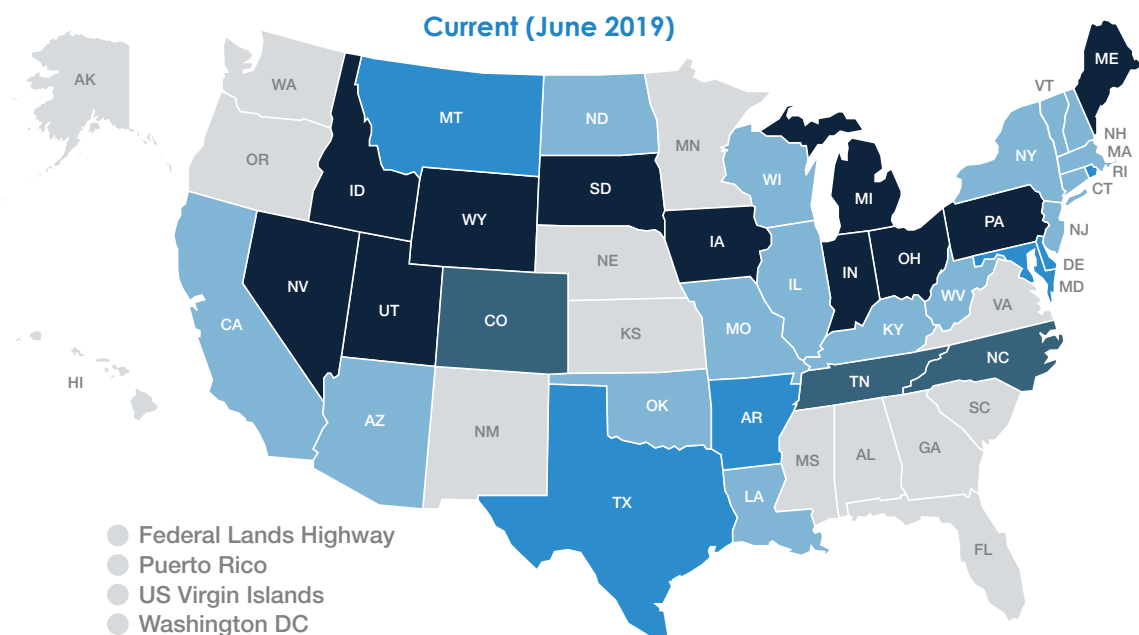 Current (June 2019)
AK
WA
MT
ND
MN
ME
VT
NH
MA
RI
CT
NY
OR
ID
SD
WI
WY
MI
PA
NJ
IA
NE
IN
OH
DE
MD
NV
UT
CO
IL
WV
VA
CA
KS
MO
KY
HI
AZ
NM
OK
AR
TN
NC
SC
MS
AL
GA
TX
LA
FL
Federal Lands Highway
Puerto Rico
US Virgin Islands
Washington DC